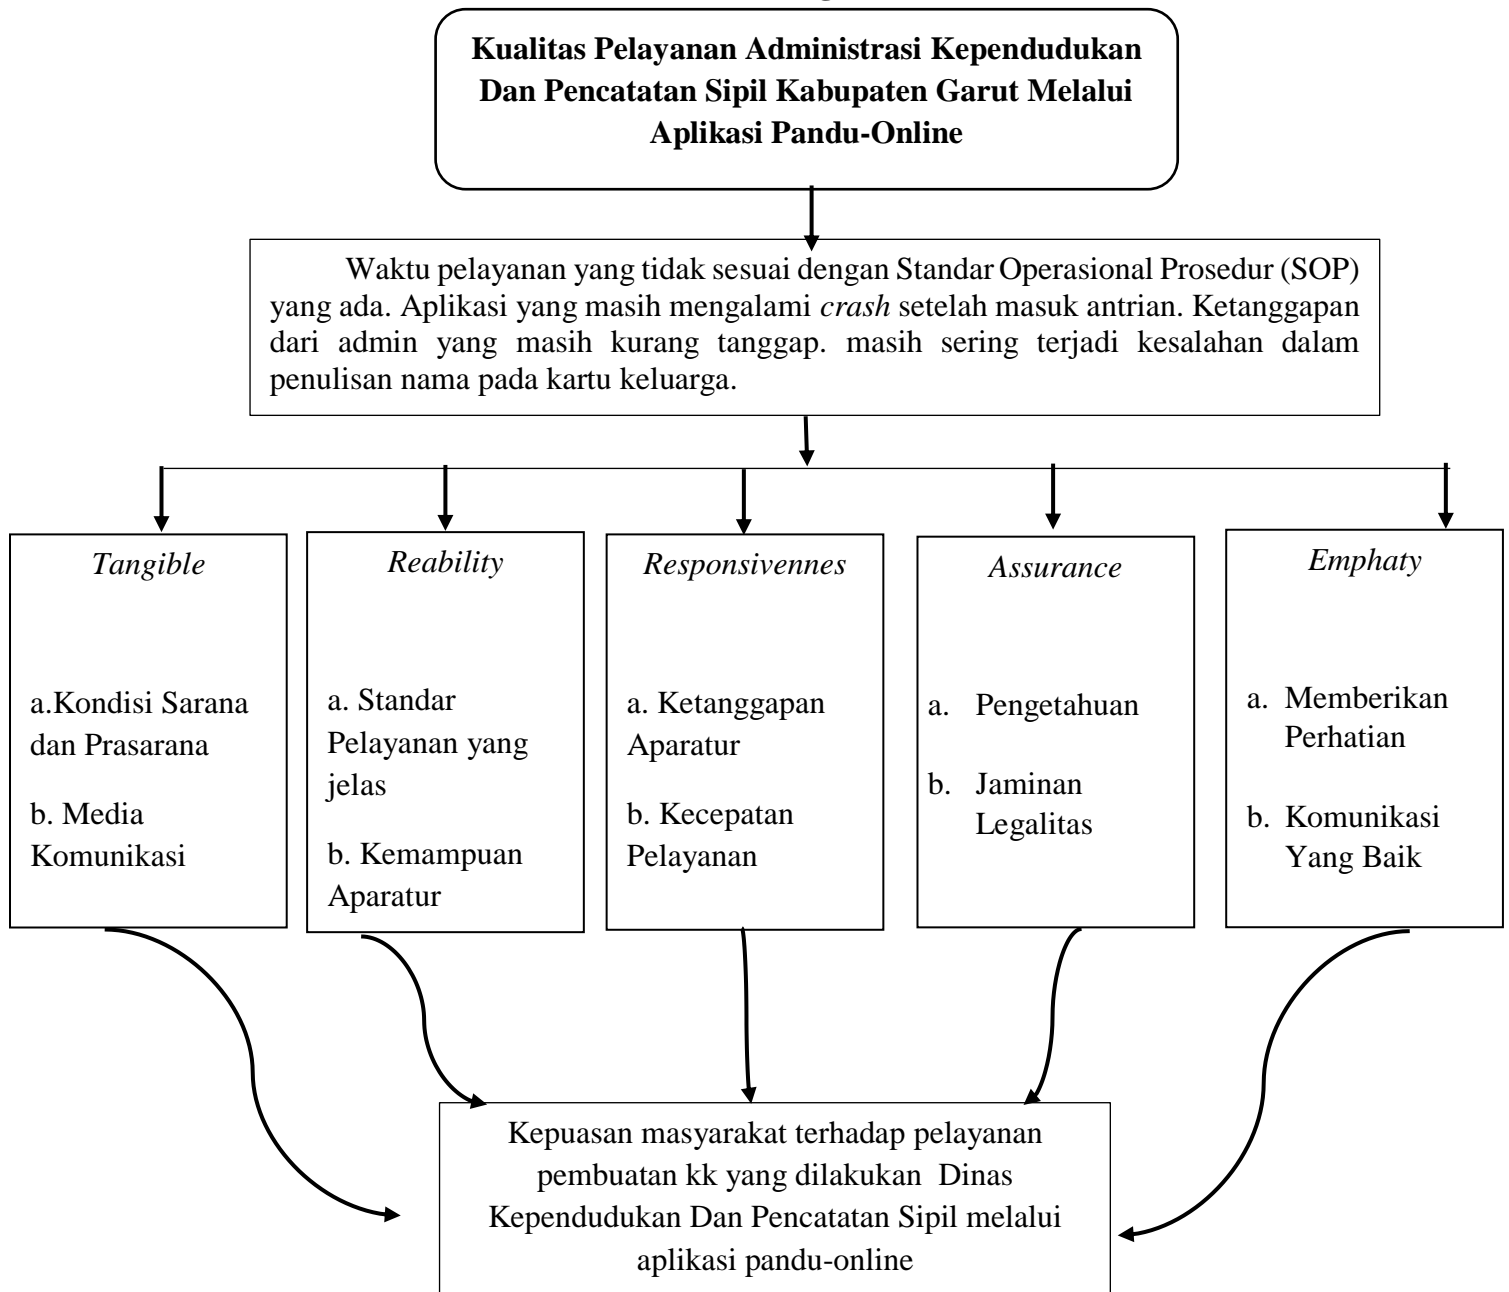 Kualitas Pelayanan Administrasi Kependudukan
Dan Pencatatan Sipil Kabupaten Garut Melalui
Aplikasi Pandu-Online
Waktu pelayanan yang tidak sesuai dengan Standar Operasional Prosedur (SOP)
yang ada. Aplikasi yang masih mengalami crash setelah masuk antrian. Ketanggapan
dari admin yang masih kurang tanggap. masih sering terjadi kesalahan dalam
penulisan nama pada kartu keluarga.
Tangible
a.Kondisi Sarana
dan Prasarana
b. Media
Komunikasi
Reability
a. Standar
Pelayanan yang
jelas
b. Kemampuan
Aparatur
Responsivennes
a. Ketanggapan
Aparatur
b. Kecepatan
Pelayanan
Assurance
a. Pengetahuan
b. Jaminan
Legalitas
Emphaty
a. Memberikan
Perhatian
b. Komunikasi
Yang Baik
Kepuasan masyarakat terhadap pelayanan
pembuatan kk yang dilakukan Dinas
Kependudukan Dan Pencatatan Sipil melalui
aplikasi pandu-online